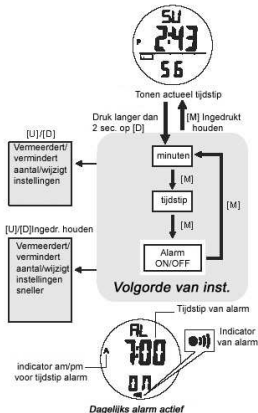 SU
P 2:43
56
Tonen actueel tijdstip
Druk langer dan
2 sec. op [D]
[M] Ingedrukt
houden
[U]/[D]
Vermeerdert/
vermindert
aantal/wijzigt
instellingen
minuten
[M]
tijdstip
[M]
[M]
Alarm
ON/OFF
[U]/[D]Ingedr. houden
Vermeerdert/
vermindert
aantal/wijzigt
instellingen
sneller
Volgorde van inst.
Tijdstip van alarm
AL
A 7:00
ON
Indicator
van alarm
indicator am/pm
voor tijdstip alarm
Dagelijks alarm actief